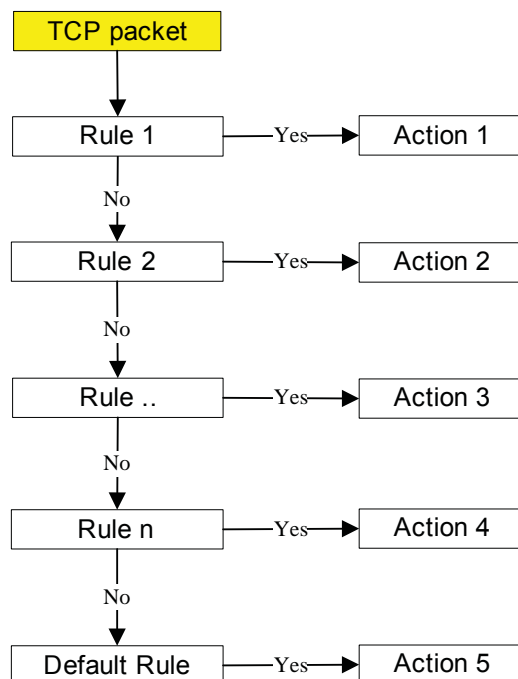 TCP packet
Rule 1
Yes
Action 1
No
Rule 2
Yes
Action 2
No
Rule ..
Yes
Action 3
No
Rule n
Yes
Action 4
No
Default Rule
Yes
Action 5